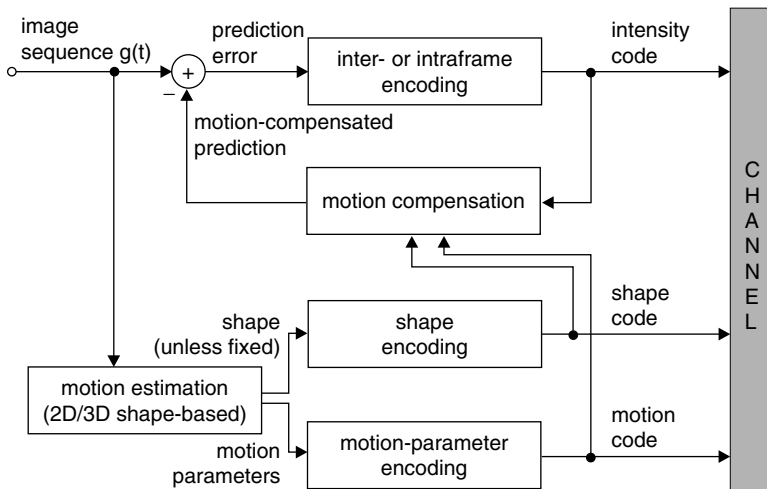 image
sequence g(t)
prediction
error
+
−
inter- or intraframe
encoding
intensity
code
motion-compensated
prediction
motion compensation
CHANNEL
shape
(unless fixed)
shape
encoding
shape
code
motion estimation
(2D/3D shape-based)
motion
parameters
motion-parameter
encoding
motion
code